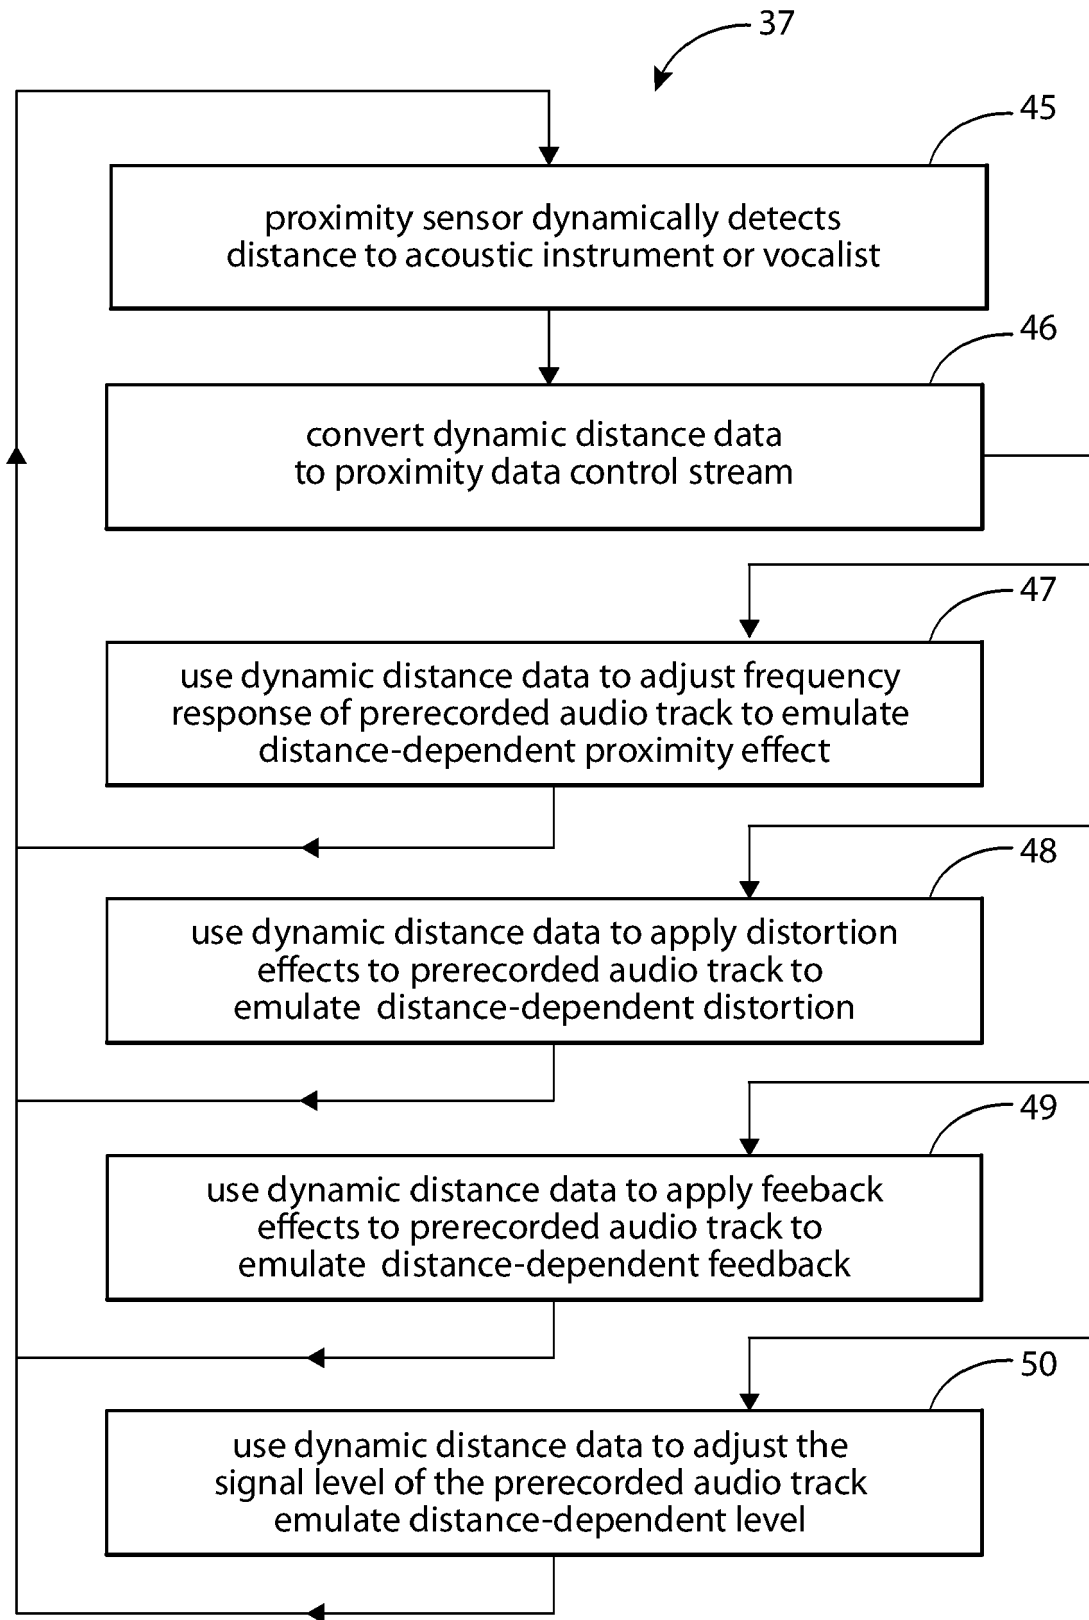 37
45
proximity sensor dynamically detects
distance to acoustic instrument or vocalist
46
convert dynamic distance data
to proximity data control stream
47
use dynamic distance data to adjust frequency
response of prerecorded audio track to emulate
distance-dependent proximity effect
48
use dynamic distance data to apply distortion
effects to prerecorded audio track to
emulate distance-dependent distortion
49
use dynamic distance data to apply feeback
effects to prerecorded audio track to
emulate distance-dependent feedback
50
use dynamic distance data to adjust the
signal level of the prerecorded audio track
emulate distance-dependent level